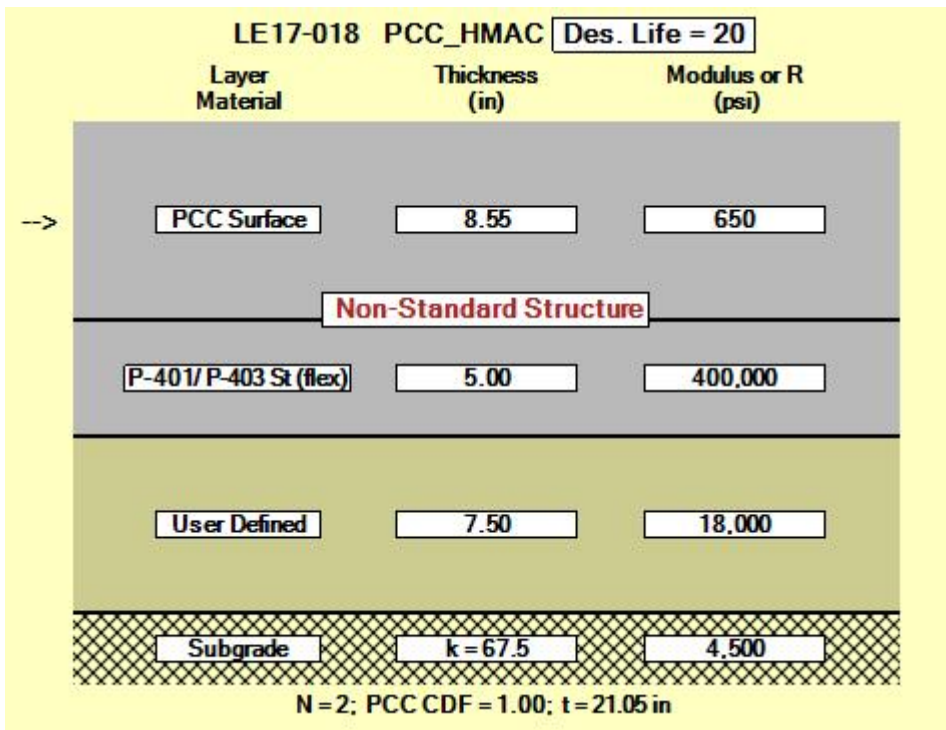 LE17-018 PCC_HMAC Des. Life = 20
Layer Material Thickness (in) Modulus or R (psi)
--> PCC Surface 8.55 650
Non-Standard Structure
P-401/ P-403 St (flex) 5.00 400,000
User Defined 7.50 18,000
Subgrade k = 67.5 4,500
N = 2; PCC CDF = 1.00; t = 21.05 in